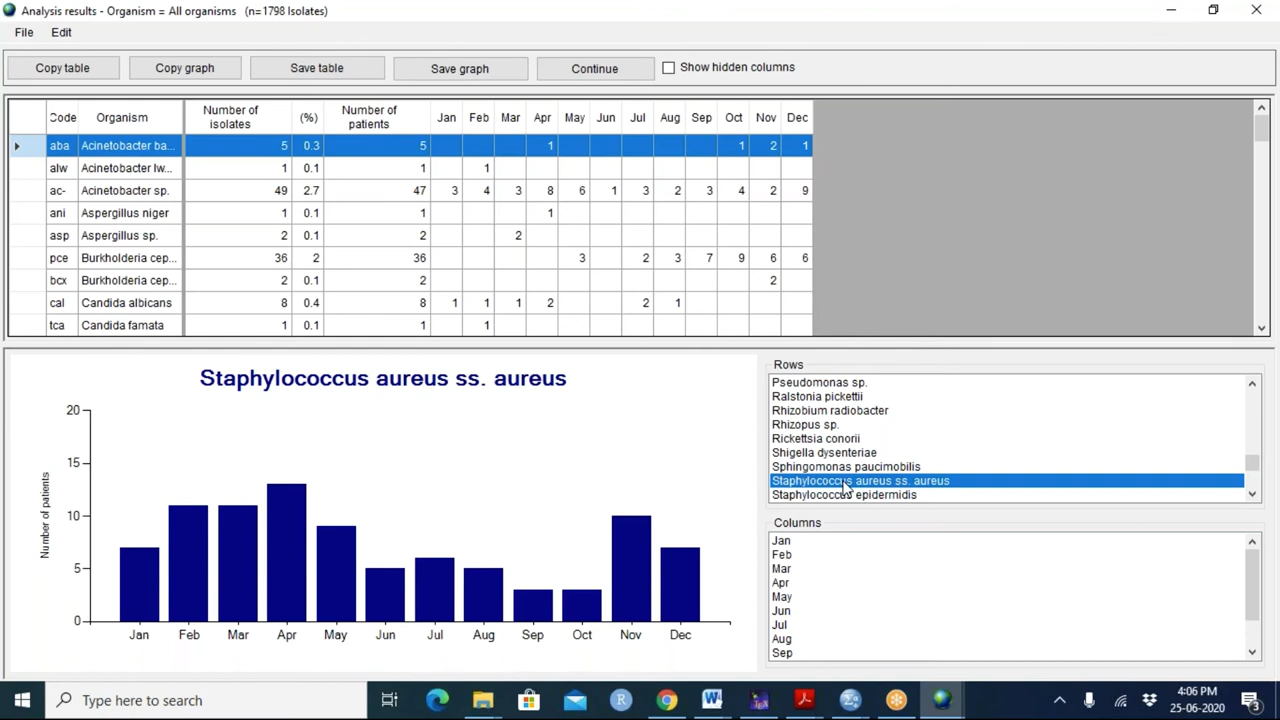 Analysis results - Organism = All organisms (n=1798 Isolates)
File Edit
Copy table Copy graph Save table Save graph Continue Show hidden columns
Code Organism Number of isolates (%) Number of patients Jan Feb Mar Apr May Jun Jul Aug Sep Oct Nov Dec
aba Acinetobacter ba... 5 0.3 5 1 1 2 1
alw Acinetobacter lw... 1 0.1 1 1
ac- Acinetobacter sp. 49 2.7 47 3 4 3 8 6 1 3 2 3 4 2 9
ani Aspergillus niger 1 0.1 1 1
asp Aspergillus sp. 2 0.1 2 2
pce Burkholderia cep... 36 2 36 3 2 3 7 9 6 6
bcx Burkholderia cep... 2 0.1 2 2
cal Candida albicans 8 0.4 8 1 1 1 2 2 1
tca Candida famata 1 0.1 1 1
Staphylococcus aureus ss. aureus
Number of patients
20
15
10
5
0
Jan Feb Mar Apr May Jun Jul Aug Sep Oct Nov Dec
Rows
Pseudomonas sp.
Ralstonia pickettii
Rhizobium radiobacter
Rhizopus sp.
Rickettsia conorii
Shigella dysenteriae
Sphingomonas paucimobilis
Staphylococcus aureus ss. aureus
Staphylococcus epidermidis
Columns
Jan
Feb
Mar
Apr
May
Jun
Jul
Aug
Sep
Type here to search
4:06 PM
25-06-2020